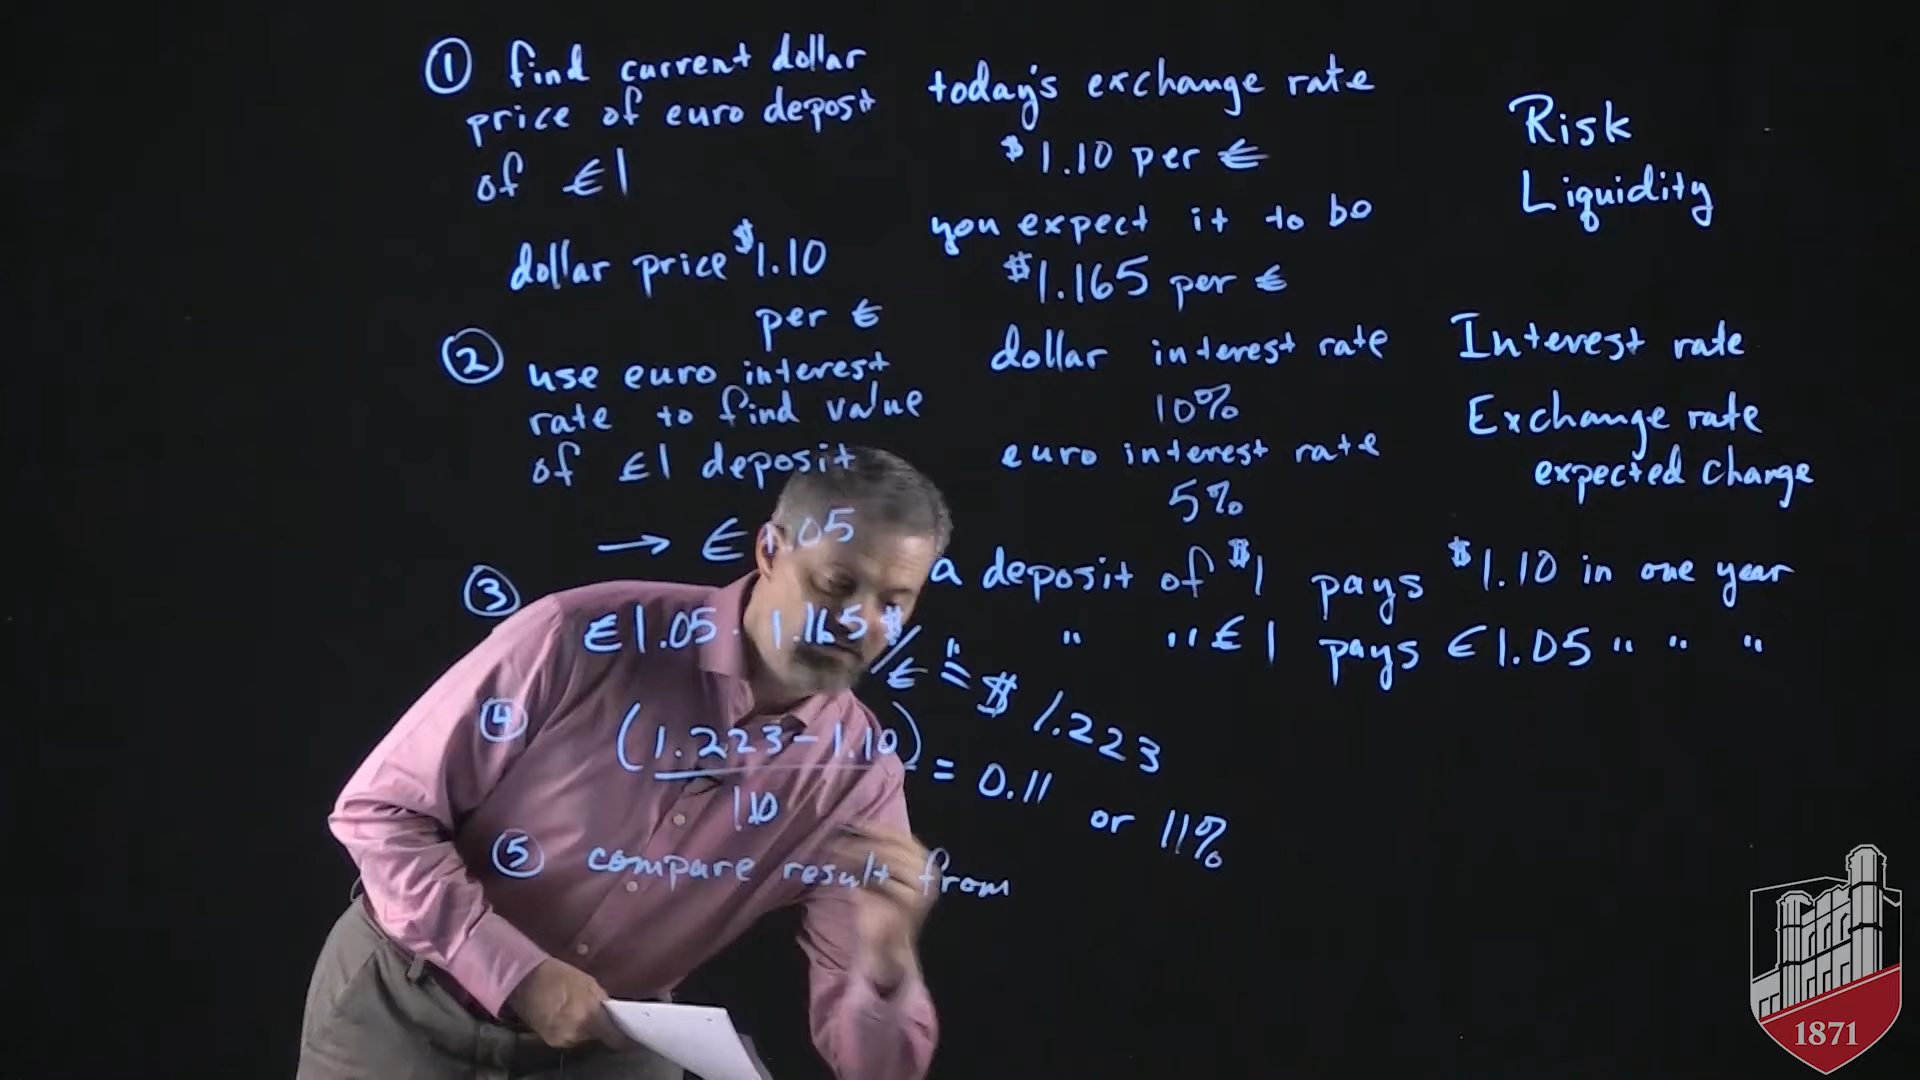 ① find current dollar
price of euro deposit
of €1
dollar price $1.10
per €
② use euro interest
rate to find value
of €1 deposit
→ €1.05
③
€1.05 · 1.165 $/€ = $1.223
④ (1.223-1.10)
110
= 0.11 or 11%
⑤ compare result from
today's exchange rate
$1.10 per €
you expect it to be
$1.165 per €
dollar interest rate
10%
euro interest rate
5%
a deposit of $1 pays $1.10 in one year
" " €1 pays €1.05 " " "
Risk
Liquidity
Interest rate
Exchange rate
expected change
1871